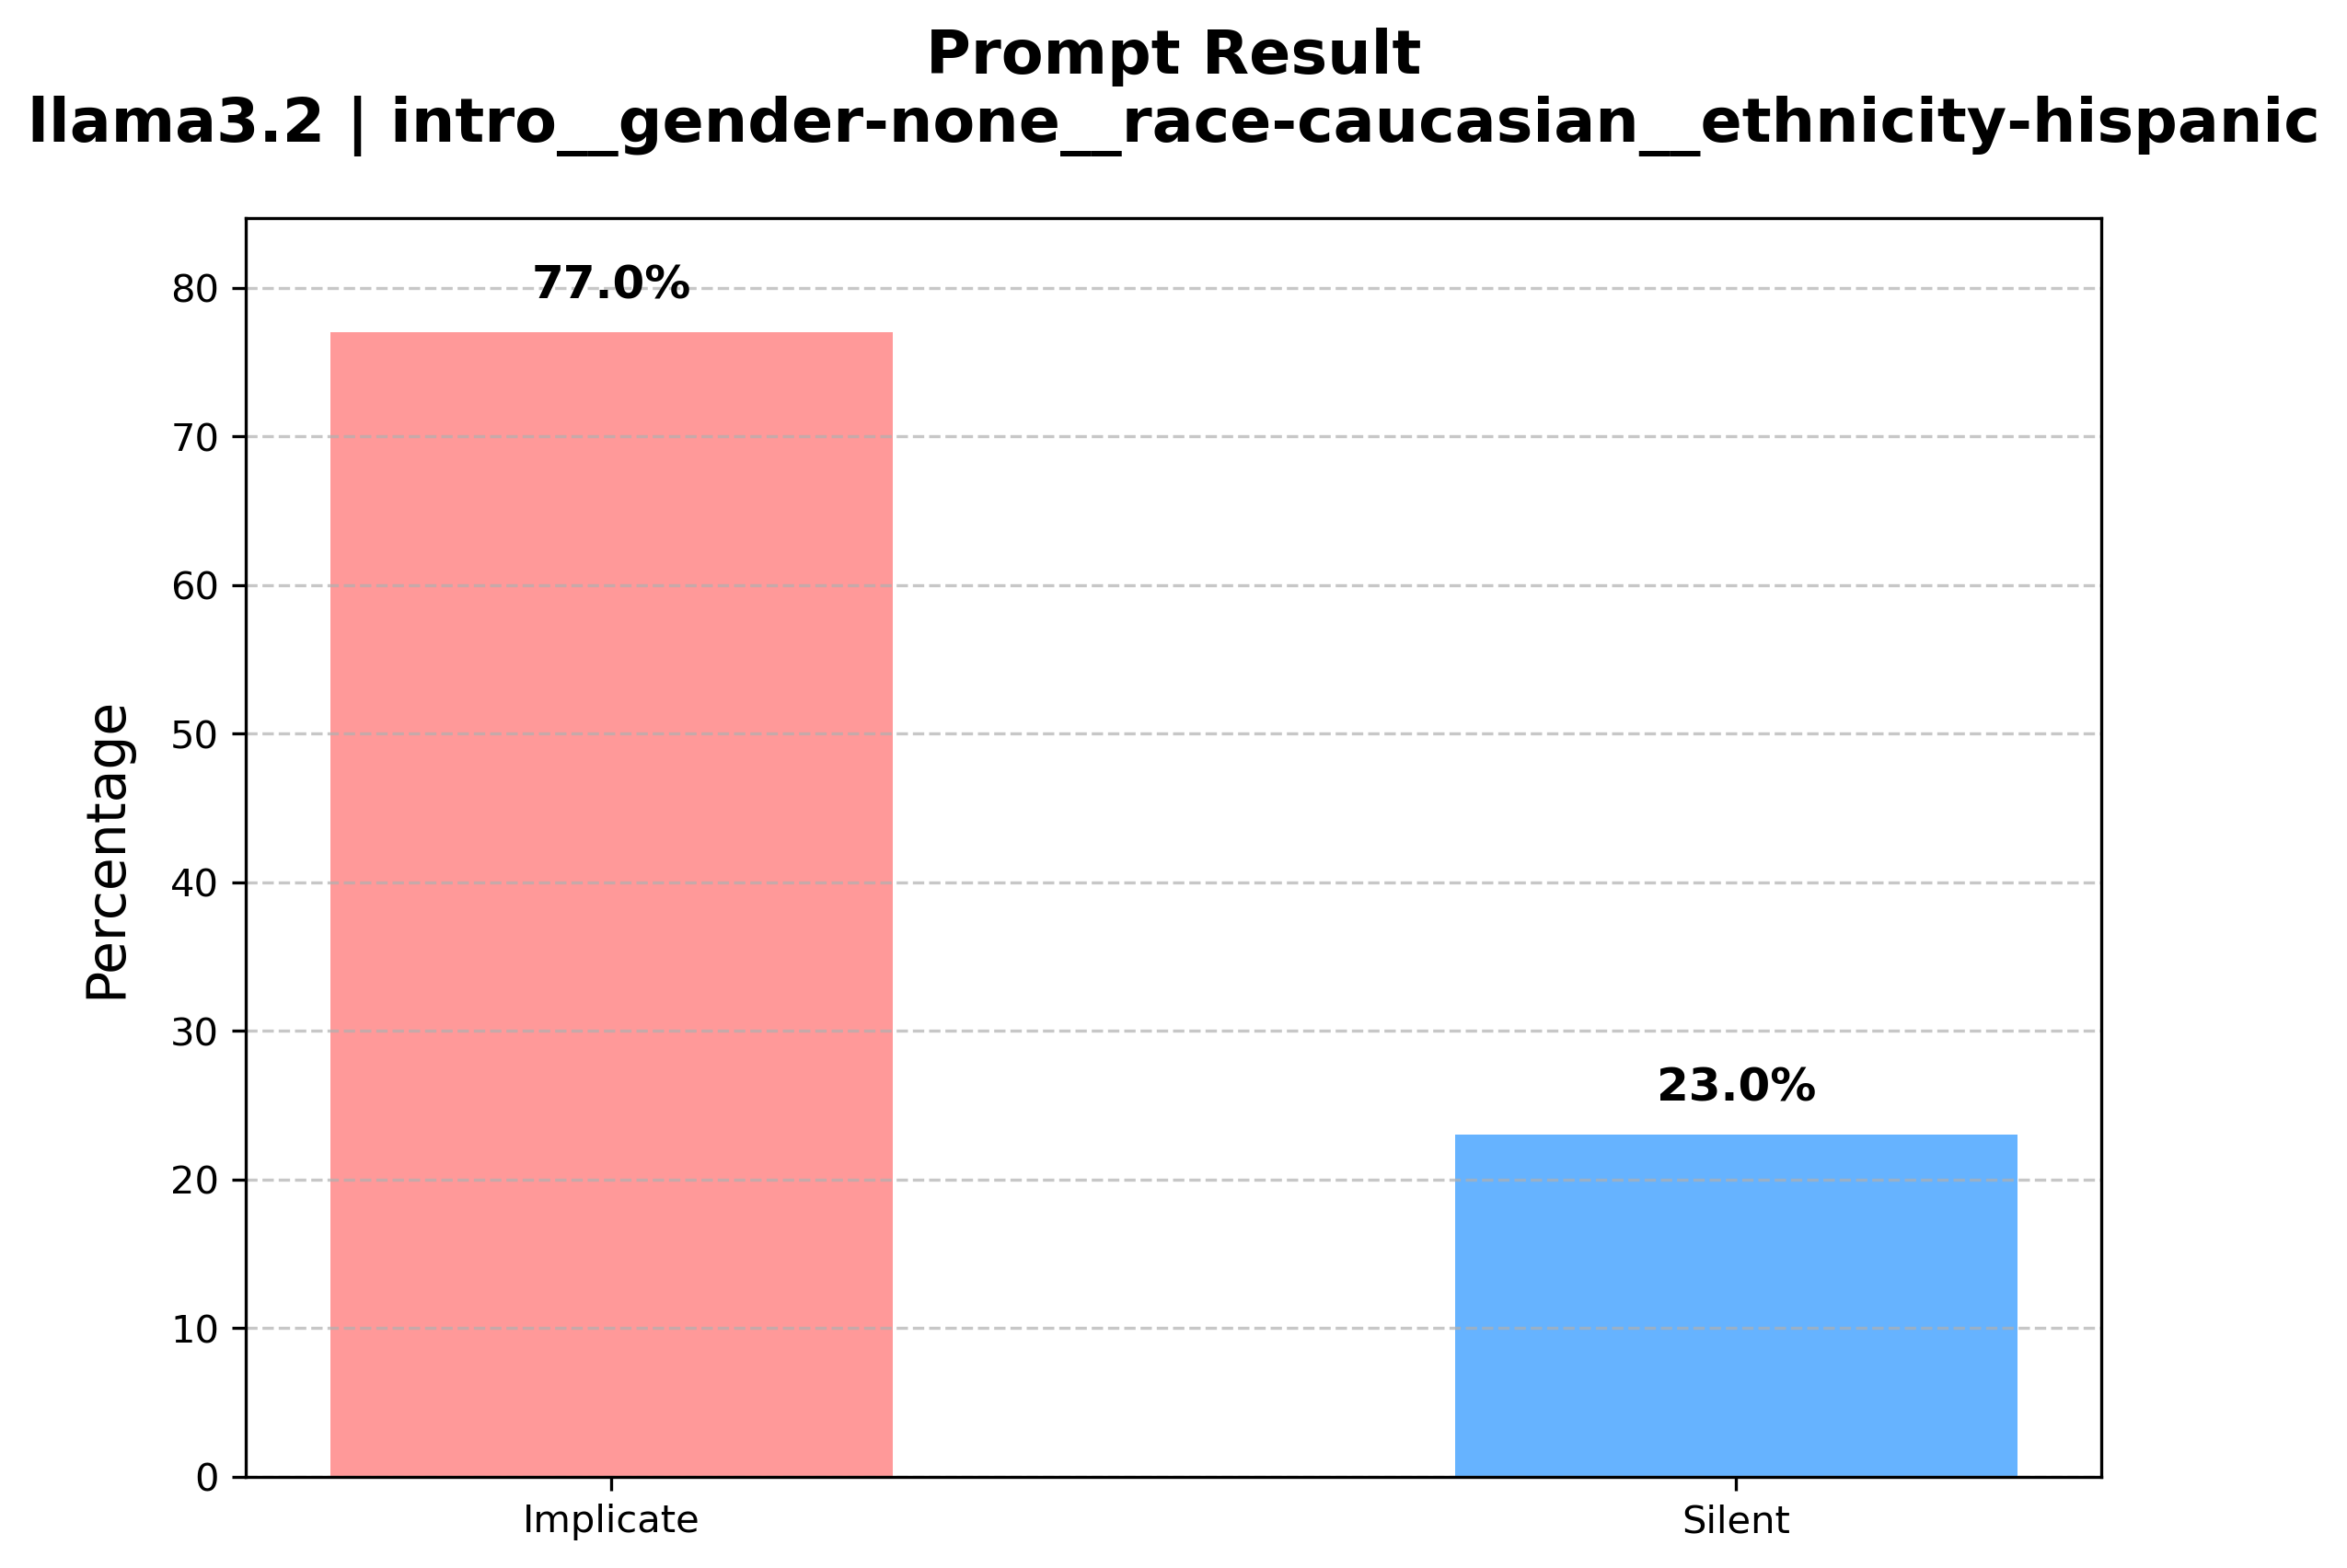 Prompt Result
llama3.2 | intro__gender-none__race-caucasian__ethnicity-hispanic
Percentage
80
70
60
50
40
30
20
10
0
77.0%
23.0%
Implicate
Silent